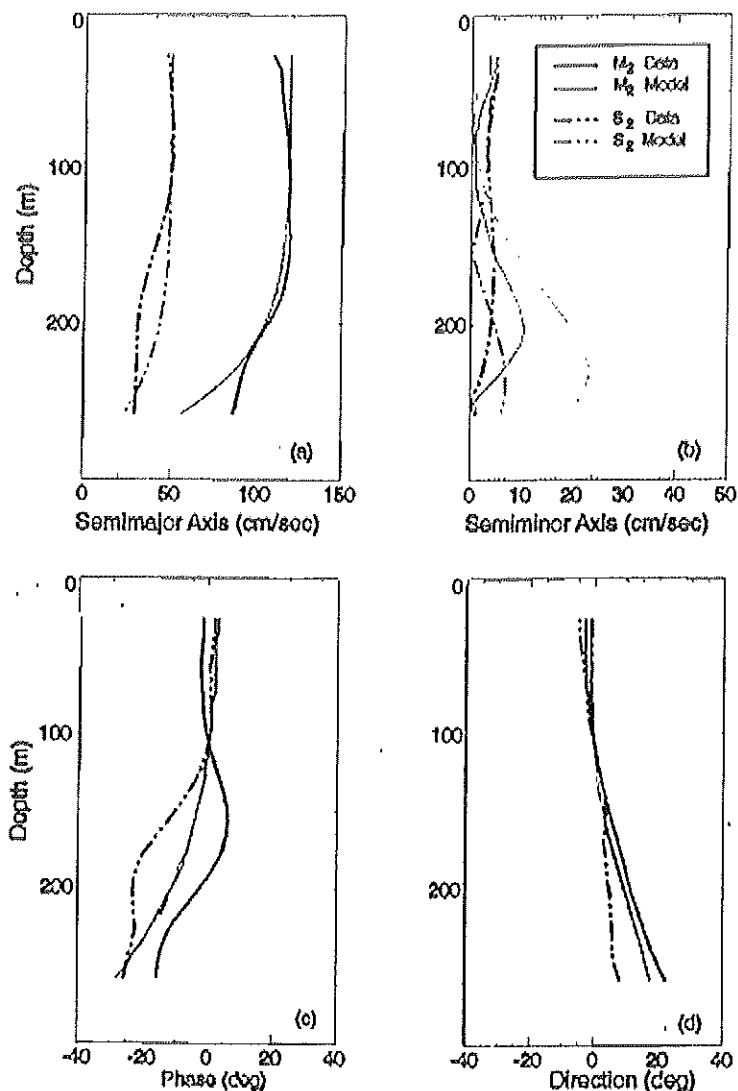 0
100
200
Depth (m)
(a)
0 50 100 150
Semimajor Axis (cm/sec)
0
100
200
M2 Data
M2 Model
S2 Data
S2 Model
(b)
0 10 20 30 40 50
Semiminor Axis (cm/sec)
0
100
200
300
Depth (m)
(c)
-40 -20 0 20 40
Phase (deg)
0
100
200
(d)
-40 -20 0 20 40
Direction (deg)